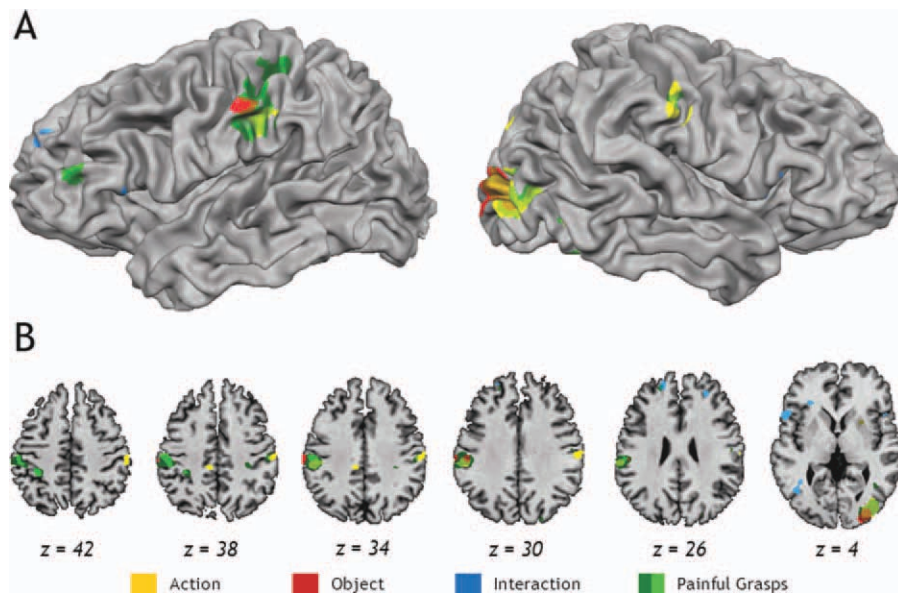 A
B
z = 42 z = 38 z = 34 z = 30 z = 26 z = 4
Action Object Interaction Painful Grasps